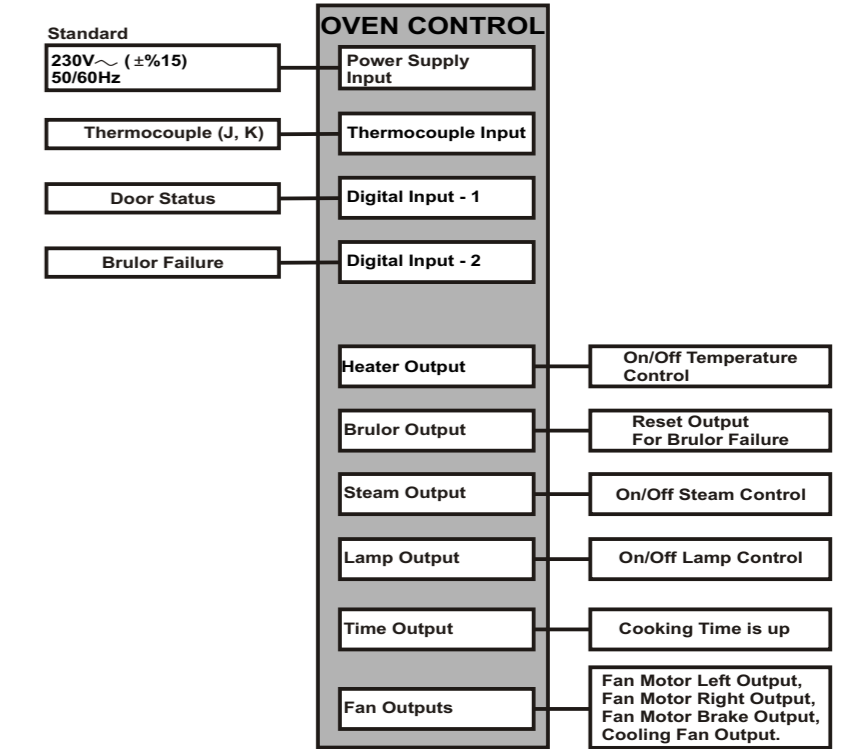 OVEN CONTROL
Standard
230V～ (±%15)
50/60Hz
Power Supply
Input
Thermocouple (J, K)
Thermocouple Input
Door Status
Digital Input - 1
Brulor Failure
Digital Input - 2
Heater Output
On/Off Temperature
Control
Brulor Output
Reset Output
For Brulor Failure
Steam Output
On/Off Steam Control
Lamp Output
On/Off Lamp Control
Time Output
Cooking Time is up
Fan Outputs
Fan Motor Left Output,
Fan Motor Right Output,
Fan Motor Brake Output,
Cooling Fan Output.